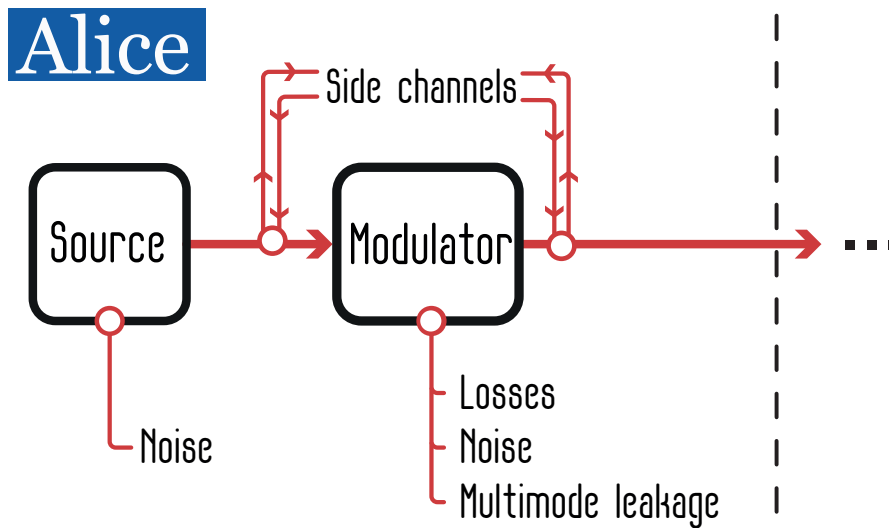 Alice
Side channels
Source
Modulator
Losses
Noise
Noise
Multimode leakage